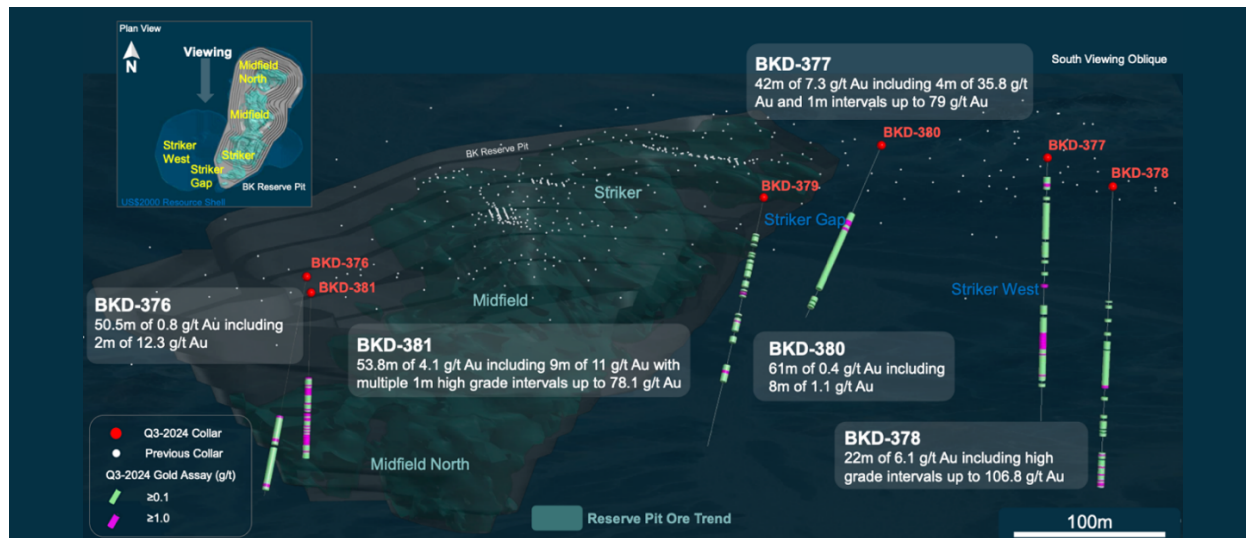 Plan View
N
Viewing
Midfield
North
Midfield
Striker
West
Striker
Striker
Gap
BK Reserve Pit
US$2000 Resource Shell
South Viewing Oblique
BKD-377
42m of 7.3 g/t Au including 4m of 35.8 g/t
Au and 1m intervals up to 79 g/t Au
BKD-380
BKD-377
BKD-378
BK Reserve Pit
Striker
BKD-379
Striker Gap
BKD-376
BKD-381
Midfield
Striker West
BKD-376
50.5m of 0.8 g/t Au including
2m of 12.3 g/t Au
BKD-381
53.8m of 4.1 g/t Au including 9m of 11 g/t Au with
multiple 1m high grade intervals up to 78.1 g/t Au
BKD-380
61m of 0.4 g/t Au including
8m of 1.1 g/t Au
BKD-378
22m of 6.1 g/t Au including high
grade intervals up to 106.8 g/t Au
Q3-2024 Collar
Previous Collar
Q3-2024 Gold Assay (g/t)
≥0.1
≥1.0
Midfield North
Reserve Pit Ore Trend
100m